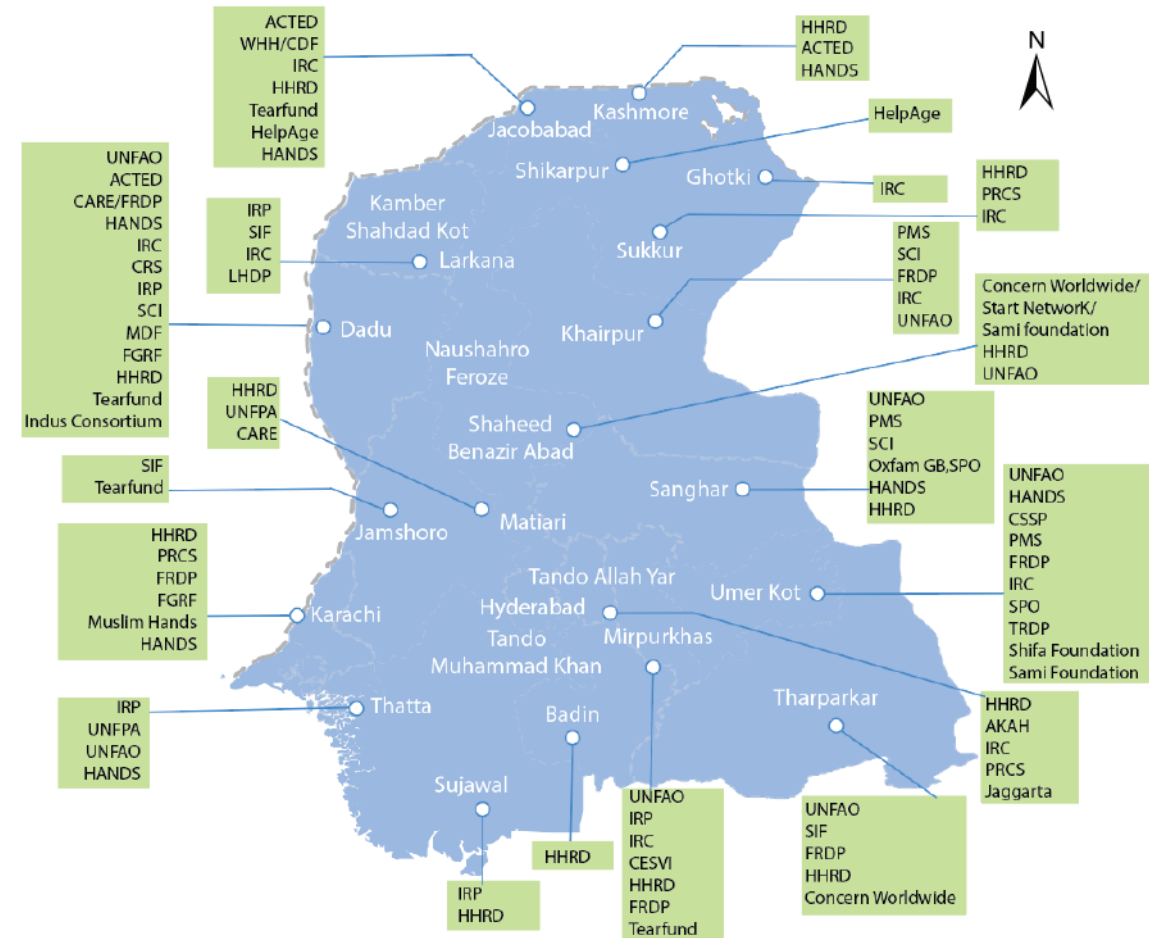 ACTED
WHH/CDF
IRC
HHRD
Tearfund
HelpAge
HANDS
HHRD
ACTED
HANDS
N
Kashmore
Jacobabad
HelpAge
Shikarpur
Ghotki
IRC
HHRD
PRCS
IRC
UNFAO
ACTED
CARE/FRDP
HANDS
IRC
CRS
IRP
SCI
MDF
FGRF
HHRD
Tearfund
Indus Consortium
IRP
SIF
IRC
LHDP
Kamber
Shahdad Kot
Larkana
Sukkur
PMS
SCI
FRDP
IRC
UNFAO
Concern Worldwide/
Start NetworK/
Sami foundation
HHRD
UNFAO
Dadu
Khairpur
Naushahro
Feroze
HHRD
UNFPA
CARE
Shaheed
Benazir Abad
UNFAO
PMS
SCI
Oxfam GB,SPO
HANDS
HHRD
SIF
Tearfund
Sanghar
Jamshoro
Matiari
UNFAO
HANDS
CSSP
PMS
FRDP
IRC
SPO
TRDP
Shifa Foundation
Sami Foundation
HHRD
PRCS
FRDP
FGRF
Muslim Hands
HANDS
Karachi
Tando Allah Yar
Hyderabad
Umer Kot
Tando
Muhammad Khan
Mirpurkhas
IRP
UNFPA
UNFAO
HANDS
Thatta
Badin
Tharparkar
HHRD
AKAH
IRC
PRCS
Jaggarta
Sujawal
IRP
HHRD
HHRD
UNFAO
IRP
IRC
CESVI
HHRD
FRDP
Tearfund
UNFAO
SIF
FRDP
HHRD
Concern Worldwide